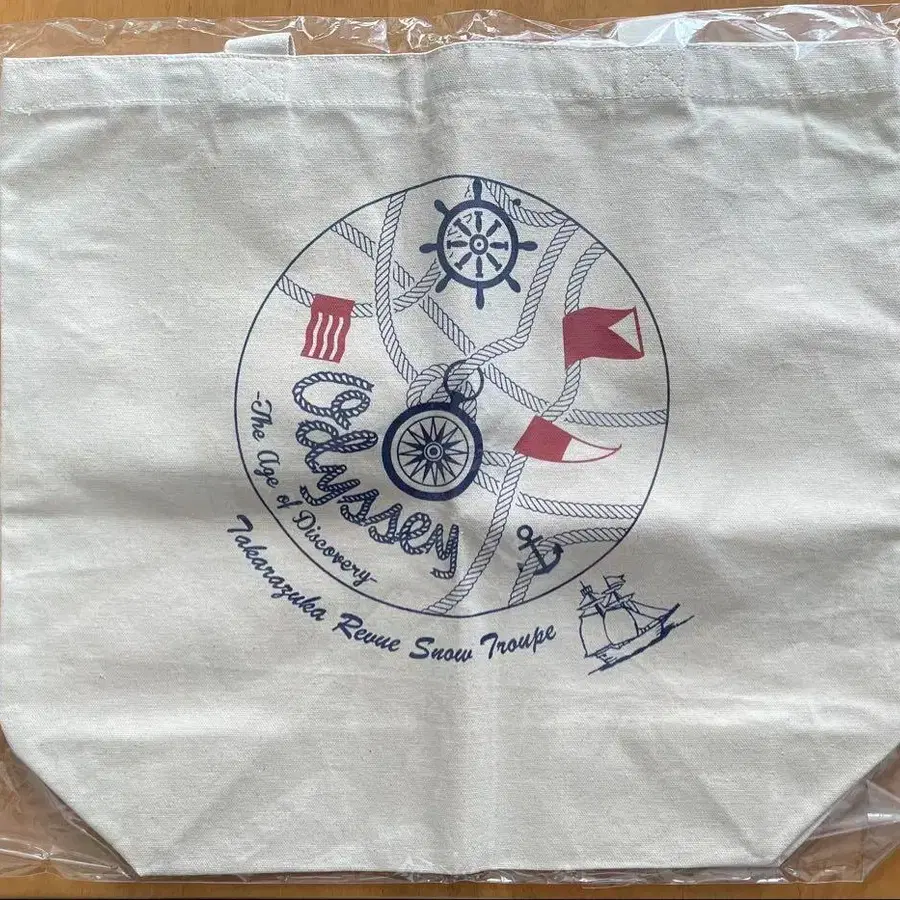 Odyssey
-The Age of Discovery-
Takarazuka Revue Snow Troupe